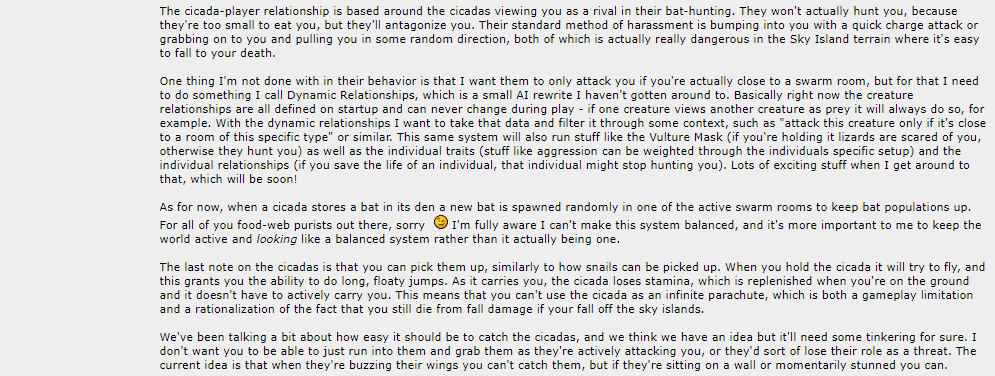 The cicada-player relationship is based around the cicadas viewing you as a rival in their bat-hunting. They won't actually hunt you, because
they're too small to eat you, but they'll antagonize you. Their standard method of harassment is bumping into you with a quick charge attack or
grabbing on to you and pulling you in some random direction, both of which is actually really dangerous in the Sky Island terrain where it's easy
to fall to your death.

One thing I'm not done with in their behavior is that I want them to only attack you if you're actually close to a swarm room, but for that I need
to do something I call Dynamic Relationships, which is a small AI rewrite I haven't gotten around to. Basically right now the creature
relationships are all defined on startup and can never change during play - if one creature views another creature as prey it will always do so, for
example. With the dynamic relationships I want to take that data and filter it through some context, such as "attack this creature only if it's close
to a room of this specific type" or similar. This same system will also run stuff like the Vulture Mask (if you're holding it lizards are scared of you,
otherwise they hunt you) as well as the individual traits (stuff like aggression can be weighted through the individuals specific setup) and the
individual relationships (if you save the life of an individual, that individual might stop hunting you). Lots of exciting stuff when I get around to
that, which will be soon!

As for now, when a cicada stores a bat in its den a new bat is spawned randomly in one of the active swarm rooms to keep bat populations up.
For all of you food-web purists out there, sorry I'm fully aware I can't make this system balanced, and it's more important to me to keep the
world active and looking like a balanced system rather than it actually being one.

The last note on the cicadas is that you can pick them up, similarly to how snails can be picked up. When you hold the cicada it will try to fly, and
this grants you the ability to do long, floaty jumps. As it carries you, the cicada loses stamina, which is replenished when you're on the ground
and it doesn't have to actively carry you. This means that you can't use the cicada as an infinite parachute, which is both a gameplay limitation
and a rationalization of the fact that you still die from fall damage if your fall off the sky islands.

We've been talking a bit about how easy it should be to catch the cicadas, and we think we have an idea but it'll need some tinkering for sure. I
don't want you to be able to just run into them and grab them as they're actively attacking you, or they'd sort of lose their role as a threat. The
current idea is that when they're buzzing their wings you can't catch them, but if they're sitting on a wall or momentarily stunned you can.